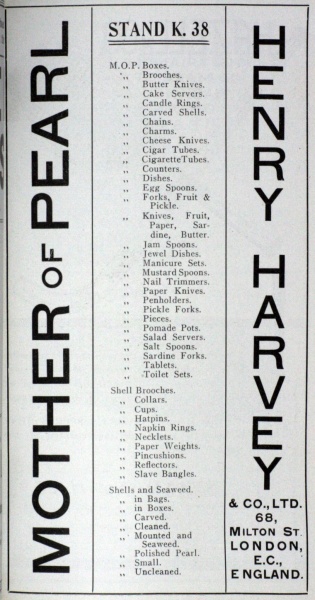 MOTHER OF PEARL
STAND K. 38
M.O.P. Boxes.
„ Brooches.
„ Butter Knives.
„ Cake Servers.
„ Candle Rings.
„ Carved Shells.
„ Chains.
„ Charms.
„ Cheese Knives.
„ Cigar Tubes.
„ CigaretteTubes.
„ Counters.
„ Dishes.
„ Egg Spoons.
„ Forks, Fruit &
Pickle.
„ Knives, Fruit,
Paper, Sar-
dine, Butter.
„ Jam Spoons.
„ Jewel Dishes.
„ Manicure Sets.
„ Mustard Spoons.
„ Nail Trimmers.
„ Paper Knives.
„ Penholders.
„ Pickle Forks.
„ Pieces.
„ Pomade Pots.
„ Salad Servers.
„ Salt Spoons.
„ Sardine Forks.
„ Tablets.
„ Toilet Sets.
Shell Brooches.
„ Collars.
„ Cups.
„ Hatpins.
„ Napkin Rings.
„ Necklets.
„ Paper Weights.
„ Pincushions.
„ Reflectors.
„ Slave Bangles.
Shells and Seaweed.
„ in Bags.
„ in Boxes.
„ Carved.
„ Cleaned.
„ Mounted and
Seaweed.
„ Polished Pearl.
„ Small.
„ Uncleaned.
HENRY HARVEY
& CO., LTD.
68,
MILTON ST.
LONDON,
E.C.,
ENGLAND.